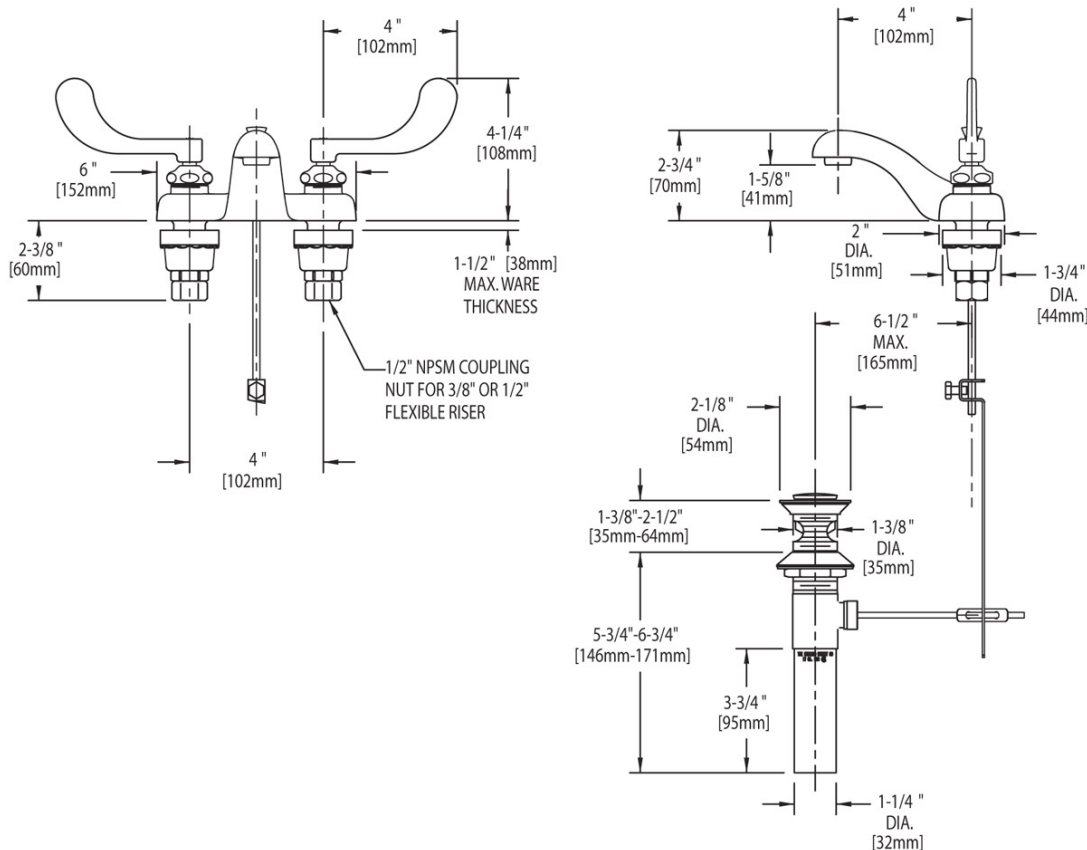 4 "
[102mm]
4-1/4"
[108mm]
6 "
[152mm]
2-3/8 "
[60mm]
1-1/2" [38mm]
MAX. WARE
THICKNESS
1/2" NPSM COUPLING
NUT FOR 3/8" OR 1/2"
FLEXIBLE RISER
4 "
[102mm]
4 "
[102mm]
2-3/4 "
[70mm]
1-5/8"
[41mm]
2 "
DIA.
[51mm]
1-3/4"
DIA.
[44mm]
6-1/2 "
MAX.
[165mm]
2-1/8 "
DIA.
[54mm]
1-3/8"-2-1/2"
[35mm-64mm]
1-3/8"
DIA.
[35mm]
5-3/4"-6-3/4"
[146mm-171mm]
3-3/4 "
[95mm]
1-1/4 "
DIA.
[32mm]